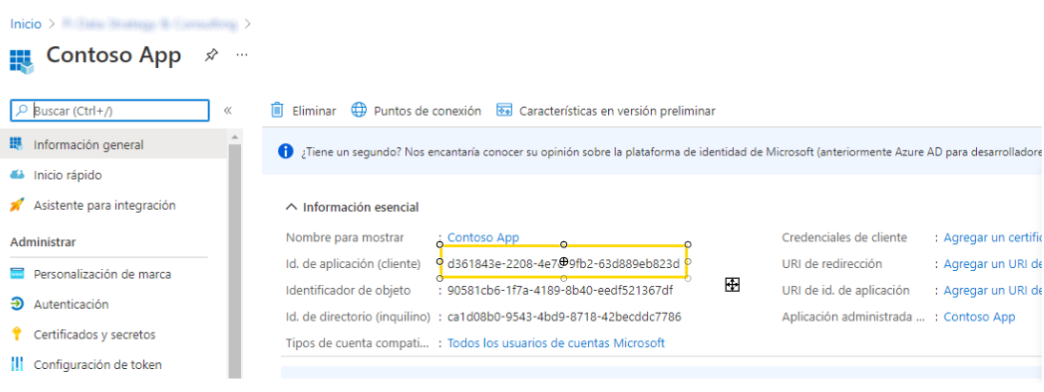 Inicio >
Contoso App
Buscar (Ctrl+/)
«
Eliminar
Puntos de conexión
Características en versión preliminar
Información general
Inicio rápido
Asistente para integración
Administrar
Personalización de marca
Autenticación
Certificados y secretos
Configuración de token
¿Tiene un segundo? Nos encantaría conocer su opinión sobre la plataforma de identidad de Microsoft (anteriormente Azure AD para desarrolladore
Información esencial
Nombre para mostrar : Contoso App
Id. de aplicación (cliente) d361843e-2208-4e7 9fb2-63d889eb823d
Identificador de objeto : 90581cb6-1f7a-4189-8b40-eedf521367df
Id. de directorio (inquilino) : ca1d08b0-9543-4bd9-8718-42becddc7786
Tipos de cuenta compati... : Todos los usuarios de cuentas Microsoft
Credenciales de cliente : Agregar un certific
URI de redirección : Agregar un URI de
URI de id. de aplicación : Agregar un URI de
Aplicación administrada ... : Contoso App